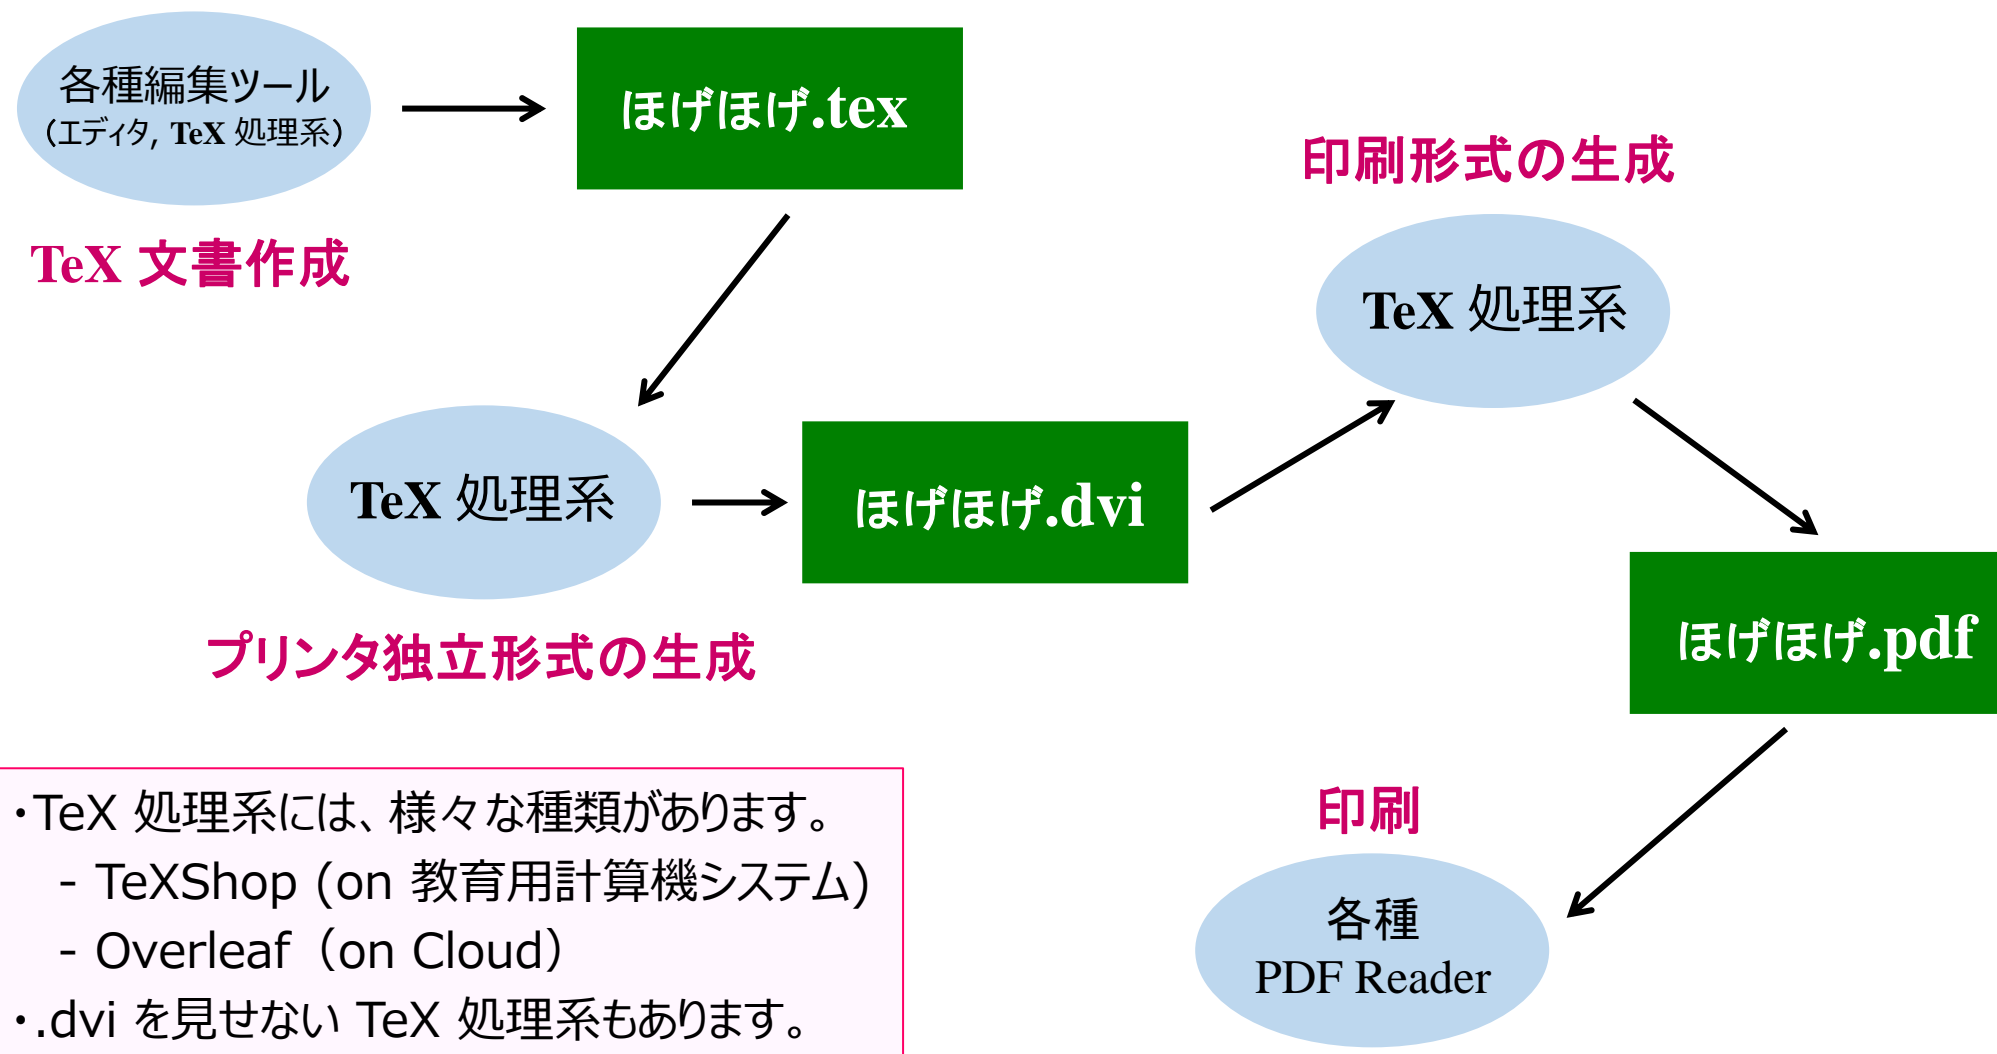 各種編集ツール
(エディタ, TeX 処理系)
ほげほげ.tex
TeX 文書作成
印刷形式の生成
TeX 処理系
TeX 処理系
ほげほげ.dvi
プリンタ独立形式の生成
ほげほげ.pdf
印刷
各種
PDF Reader
・TeX 処理系には、様々な種類があります。
- TeXShop (on 教育用計算機システム)
- Overleaf（on Cloud）
・.dvi を見せない TeX 処理系もあります。